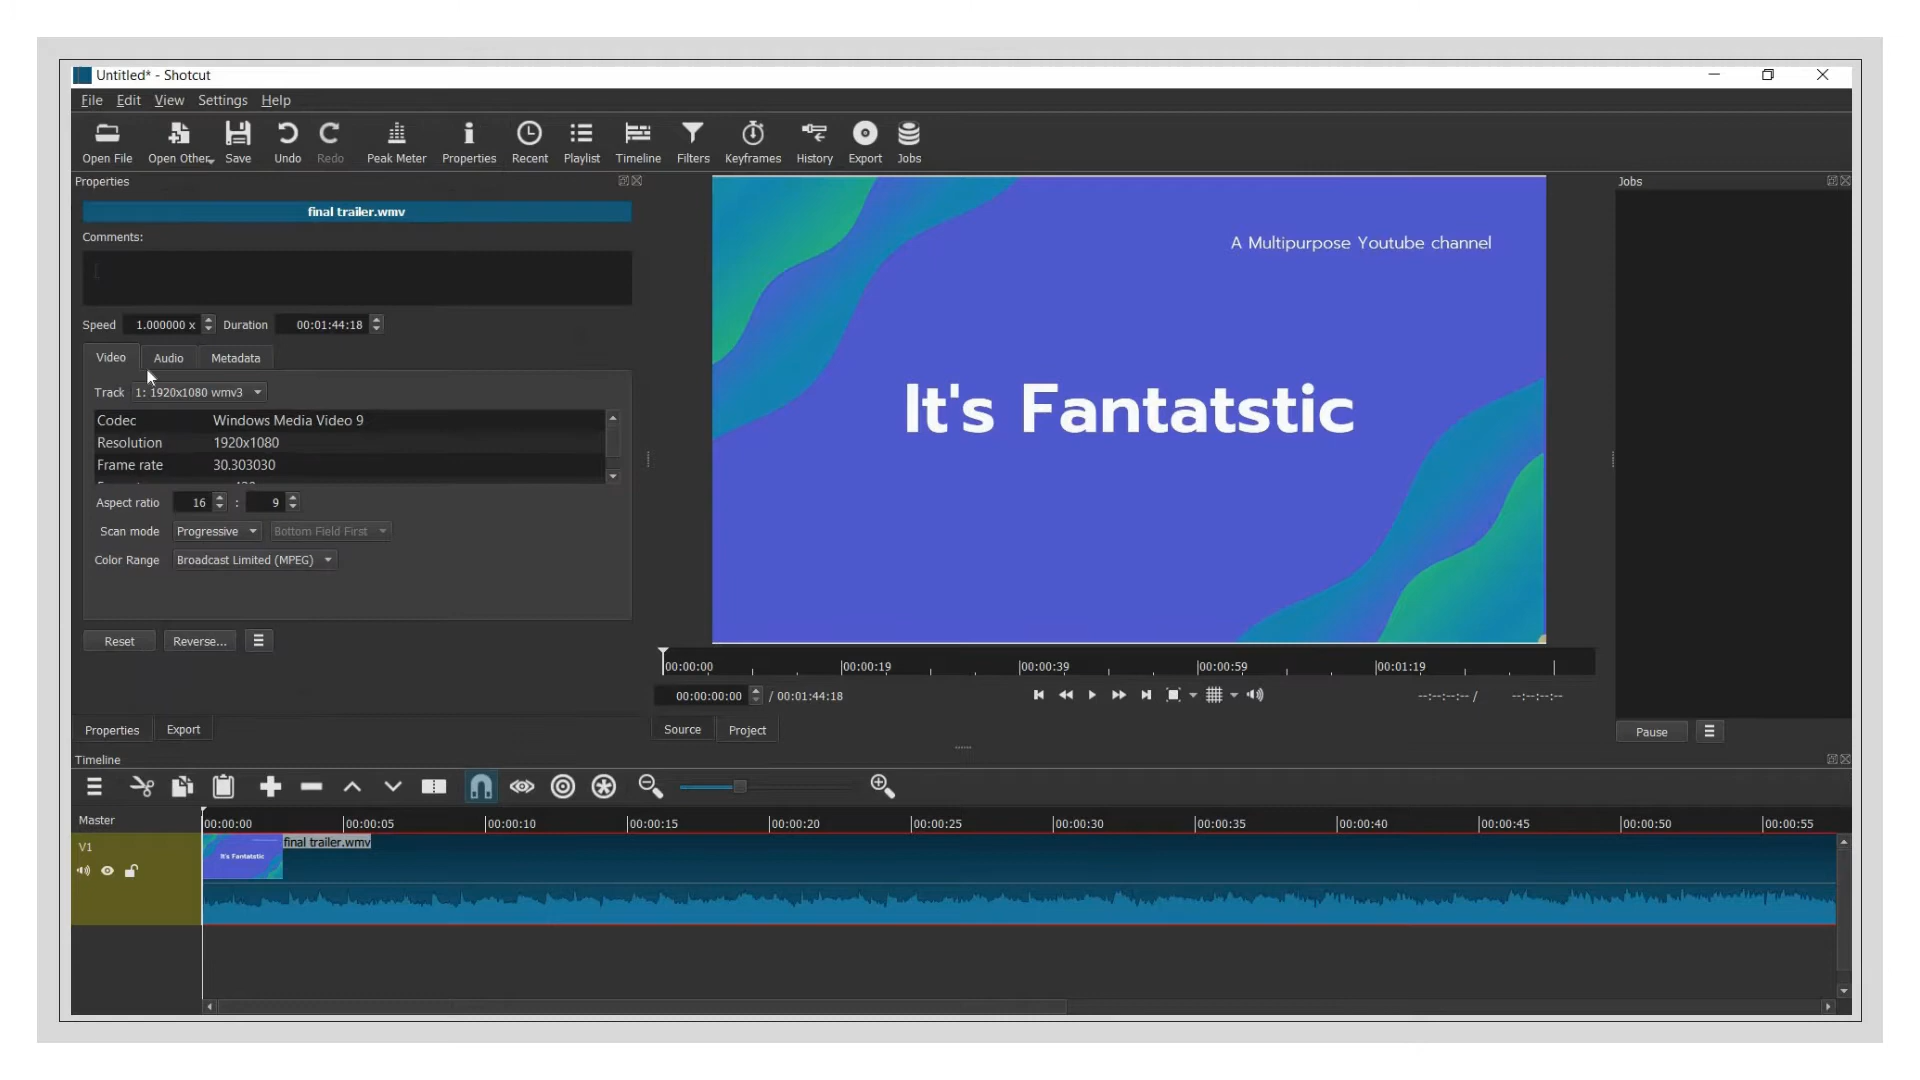 Untitled* - Shotcut
File Edit View Settings Help
Open File Open Other Save Undo Redo Peak Meter Properties Recent Playlist Timeline Filters Keyframes History Export Jobs
Properties
final trailer.wmv
Comments:
Speed 1.000000 x Duration 00:01:44:18
Video Audio Metadata
Track 1: 1920x1080 wmv3
Codec Windows Media Video 9
Resolution 1920x1080
Frame rate 30.303030
Aspect ratio 16 : 9
Scan mode Progressive Bottom Field First
Color Range Broadcast Limited (MPEG)
Reset Reverse...
Properties Export
A Multipurpose Youtube channel
It's Fantatstic
00:00:00 00:00:19 00:00:39 00:00:59 00:01:19
00:00:00:00 / 00:01:44:18 --:--:--:-- / --:--:--:--
Source Project
Jobs
Pause
Timeline
Master 00:00:00 00:00:05 00:00:10 00:00:15 00:00:20 00:00:25 00:00:30 00:00:35 00:00:40 00:00:45 00:00:50 00:00:55
V1
final trailer.wmv
It's Fantatstic